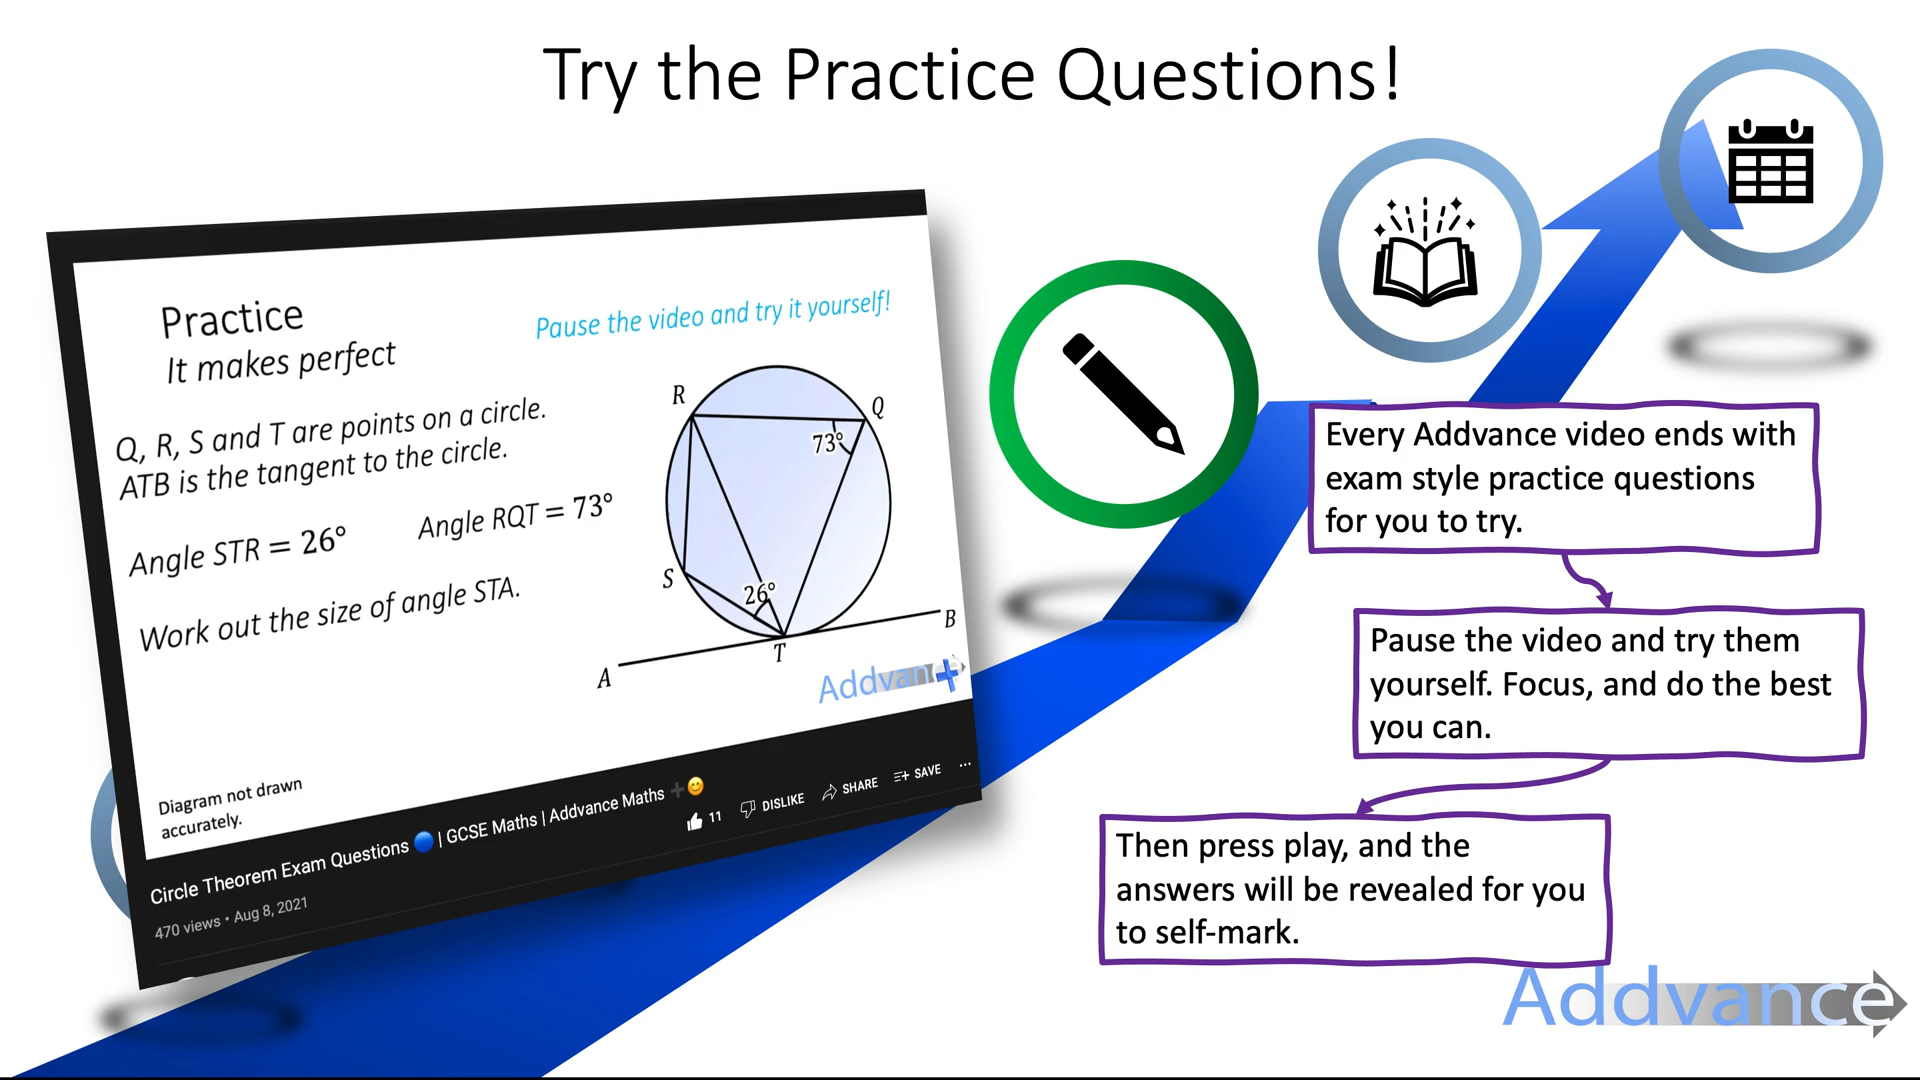 Try the Practice Questions!
Practice
It makes perfect
Pause the video and try it yourself!
Q, R, S and T are points on a circle.
ATB is the tangent to the circle.
Angle STR = 26°
Angle RQT = 73°
Work out the size of angle STA.
R
Q
73°
S
26°
T
A
B
Addvance
Diagram not drawn
accurately.
Circle Theorem Exam Questions 🔵 | GCSE Maths | Addvance Maths ➕😊
470 views • Aug 8, 2021
11
DISLIKE
SHARE
SAVE
...
Every Addvance video ends with
exam style practice questions
for you to try.
Pause the video and try them
yourself. Focus, and do the best
you can.
Then press play, and the
answers will be revealed for you
to self-mark.
Addvance